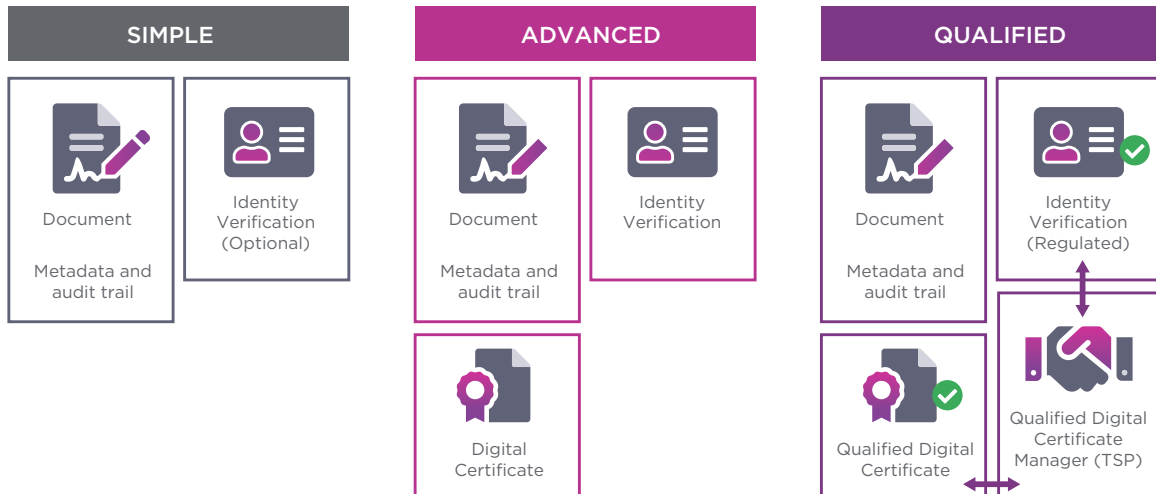 SIMPLE
Document
Metadata and
audit trail
Identity
Verification
(Optional)
ADVANCED
Document
Metadata and
audit trail
Identity
Verification
Digital
Certificate
QUALIFIED
Document
Metadata and
audit trail
Identity
Verification
(Regulated)
Qualified Digital
Certificate
Qualified Digital
Certificate
Manager (TSP)